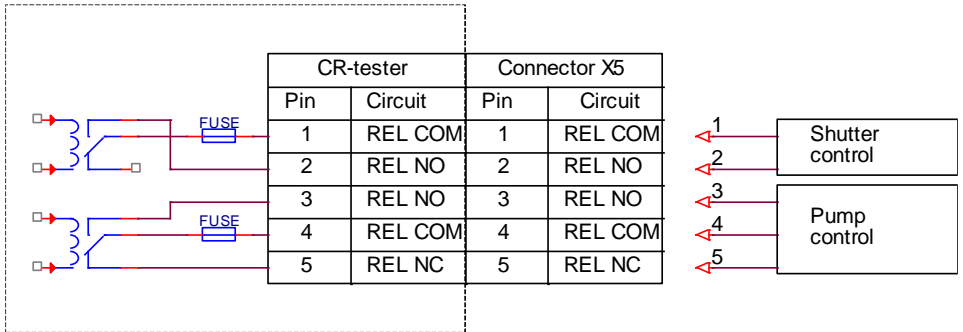 CR-tester Connector X5
Pin Circuit Pin Circuit
FUSE 1 REL COM 1 REL COM 1 Shutter
2 REL NO 2 REL NO 2 control
3 REL NO 3 REL NO 3
FUSE 4 REL COM 4 REL COM 4 Pump
control
5 REL NC 5 REL NC 5